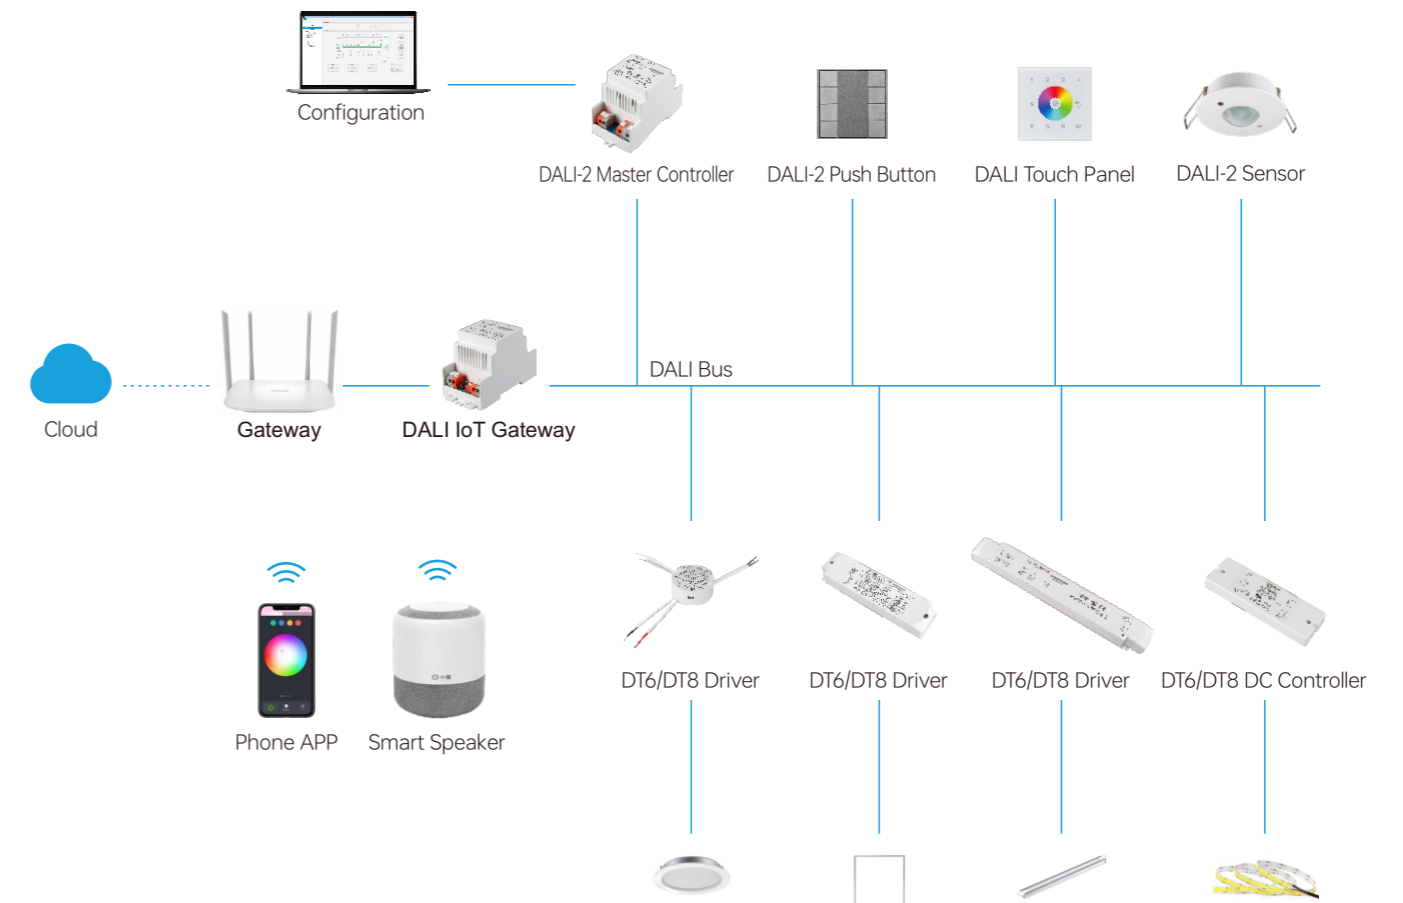 Configuration
DALI-2 Master Controller
DALI-2 Push Button
DALI Touch Panel
DALI-2 Sensor
DALI Bus
Cloud
Gateway
DALI IoT Gateway
Phone APP
Smart Speaker
DT6/DT8 Driver
DT6/DT8 Driver
DT6/DT8 Driver
DT6/DT8 DC Controller